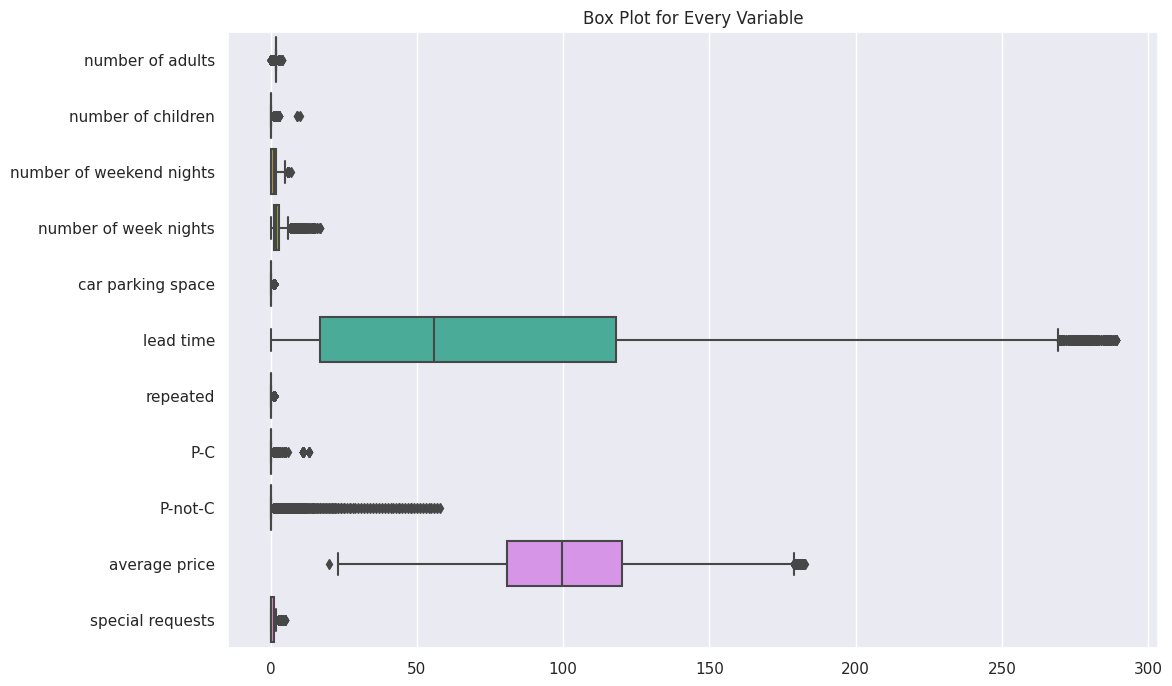 Box Plot for Every Variable
number of adults
number of children
number of weekend nights
number of week nights
car parking space
lead time
repeated
P-C
P-not-C
average price
special requests
0 50 100 150 200 250 300